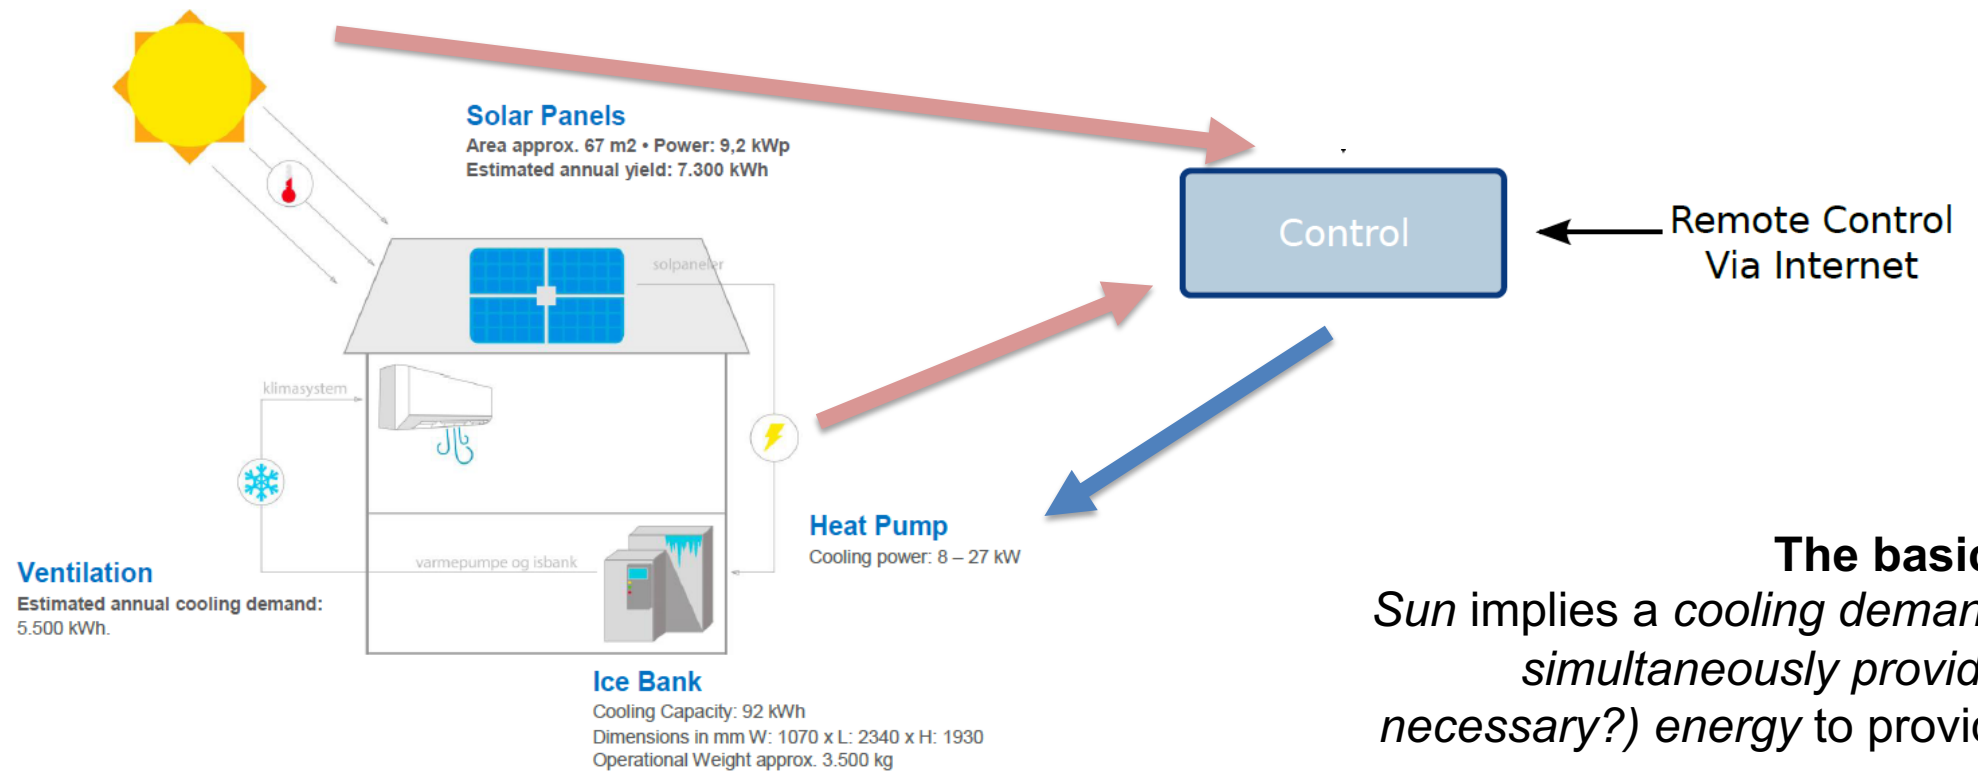 Solar Panels
Area approx. 67 m2 • Power: 9,2 kWp
Estimated annual yield: 7.300 kWh
Control
Remote Control
Via Internet
solpaneler
klimasystem
varmepumpe og isbank
Heat Pump
Cooling power: 8 – 27 kW
Ventilation
Estimated annual cooling demand:
5.500 kWh.
Ice Bank
Cooling Capacity: 92 kWh
Dimensions in mm W: 1070 x L: 2340 x H: 1930
Operational Weight approx. 3.500 kg
The basic
Sun implies a cooling deman
simultaneously provid
necessary?) energy to provid